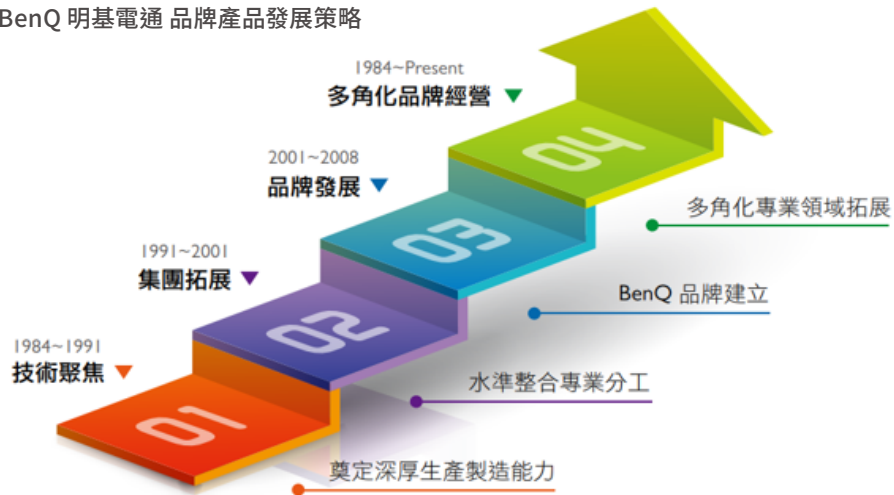 BenQ 明基電通 品牌產品發展策略
1984~Present
多角化品牌經營
04
多角化專業領域拓展
2001~2008
品牌發展
03
BenQ 品牌建立
1991~2001
集團拓展
02
水準整合專業分工
1984~1991
技術聚焦
01
奠定深厚生產製造能力